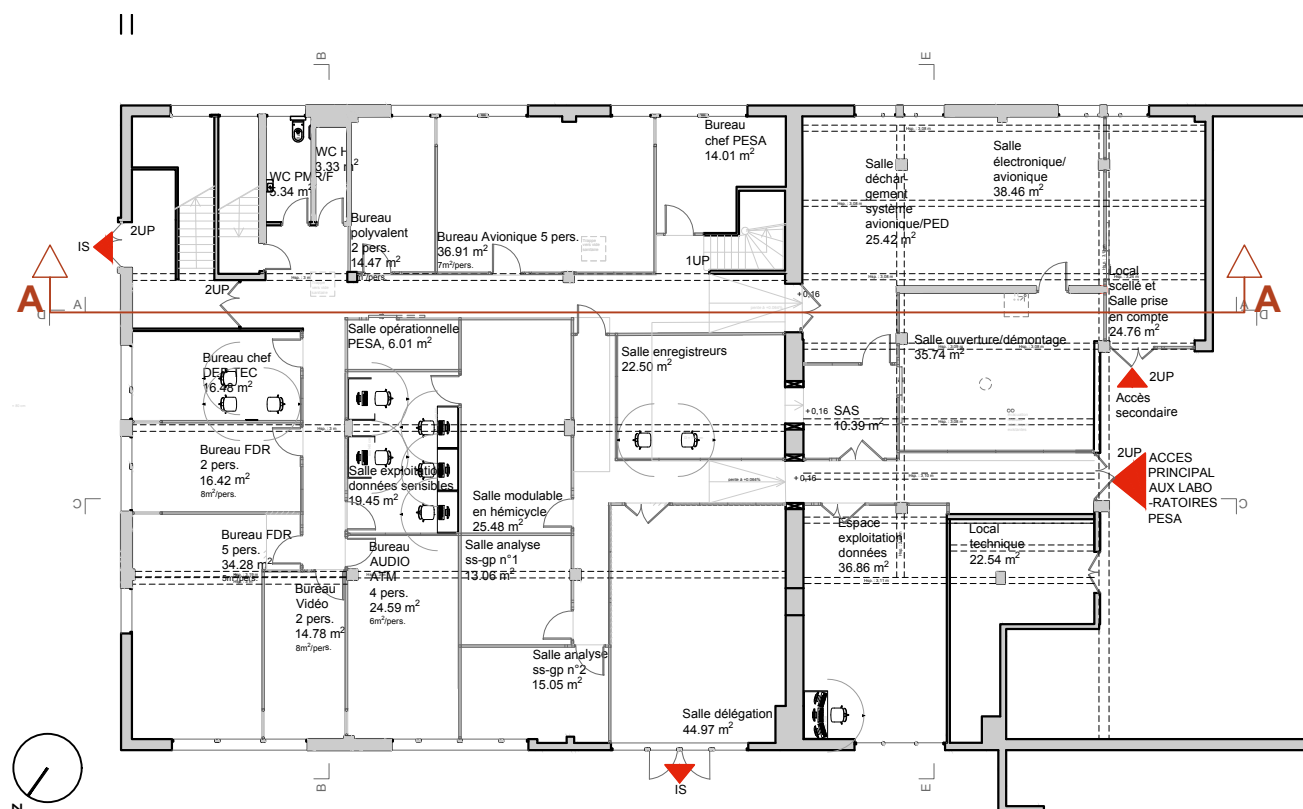 B
E
WC H
3.33 m²
WC PMR/F
5.34 m²
Bureau
polyvalent
2 pers.
14.47 m²
Bureau Avionique 5 pers.
36.91 m²
7m²/pers.
Bureau
chef PESA
14.01 m²
Salle
déchar-
gement
système
avionique/PED
25.42 m²
Salle
électronique/
avionique
38.46 m²
2UP
IS
1UP
2UP
A
A
D
A
A
D
+0,16
Local
scellé et
Salle prise
en compte
24.76 m²
Salle opérationnelle
PESA, 6.01 m²
Bureau chef
DEP TEC
16.48 m²
Salle enregistreurs
22.50 m²
Salle ouverture/démontage
35.74 m²
2UP
Accès
secondaire
+0,16
SAS
10.39 m²
Bureau FDR
2 pers.
16.42 m²
8m²/pers.
Salle exploitation
données sensibles
19.45 m²
Salle modulable
en hémicycle
25.48 m²
+0,16
2UP
ACCES
PRINCIPAL
AUX LABO
-RATOIRES
PESA
C
C
Bureau FDR
5 pers.
34.28 m²
Bureau
AUDIO
ATM
4 pers.
24.59 m²
6m²/pers.
Salle analyse
ss-gp n°1
13.06 m²
Espace
exploitation
données
36.86 m²
Local
technique
22.54 m²
Bureau
Vidéo
2 pers.
14.78 m²
8m²/pers.
Salle analyse
ss-gp n°2
15.05 m²
Salle délégation
44.97 m²
B
IS
E
N